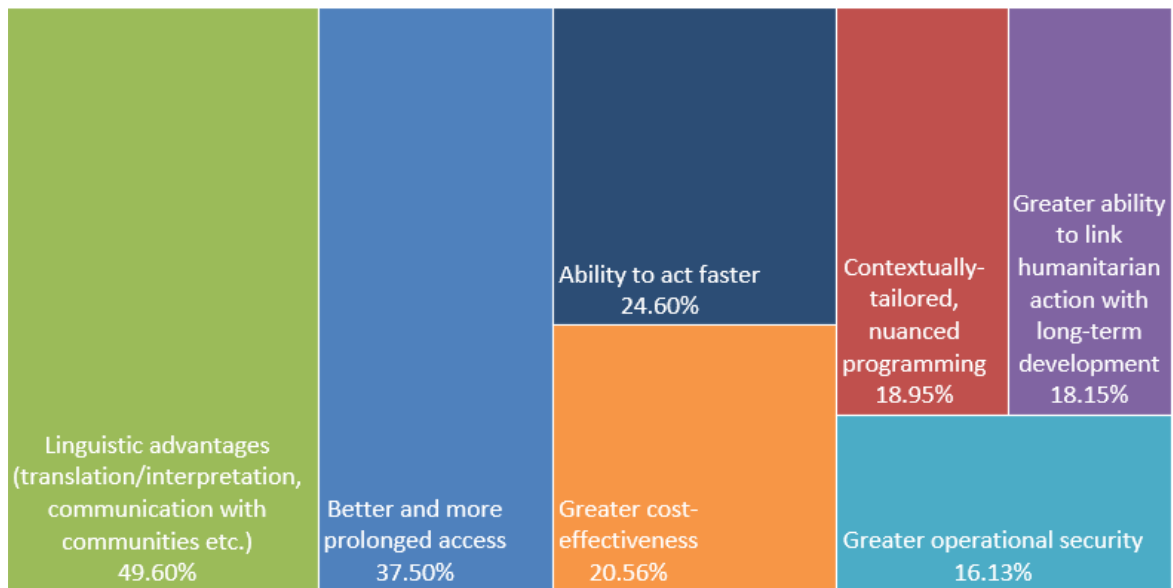 Linguistic advantages
(translation/interpretation,
communication with
communities etc.)
49.60%
Better and more
prolonged access
37.50%
Ability to act faster
24.60%
Greater cost-
effectiveness
20.56%
Contextually-
tailored,
nuanced
programming
18.95%
Greater ability
to link
humanitarian
action with
long-term
development
18.15%
Greater operational security
16.13%